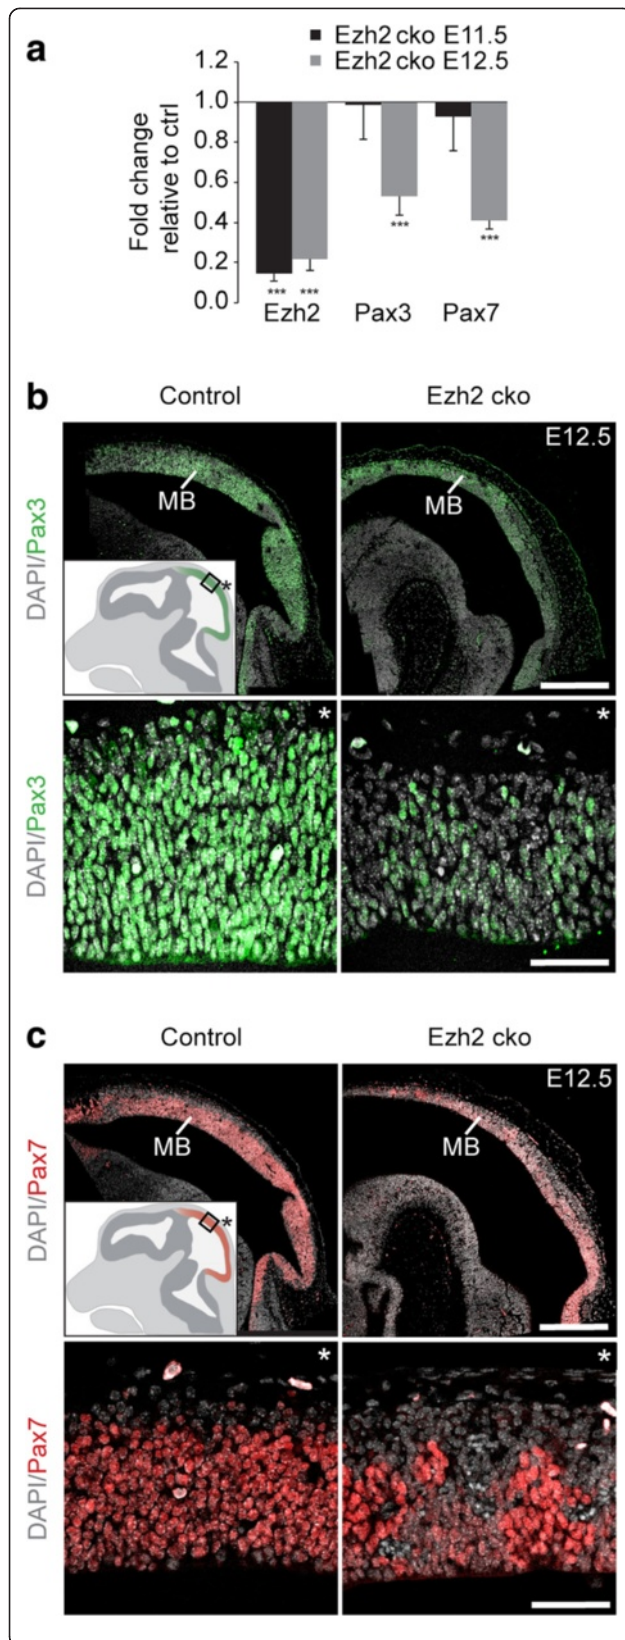 a
Ezh2 cko E11.5
Ezh2 cko E12.5
Fold change
relative to ctrl
1.2
1.0
0.8
0.6
0.4
0.2
0.0
***
***
***
***
Ezh2
Pax3
Pax7
b
Control
Ezh2 cko
DAPI/Pax3
MB
*
E12.5
MB
DAPI/Pax3
*
*
c
Control
Ezh2 cko
DAPI/Pax7
MB
*
E12.5
MB
DAPI/Pax7
*
*